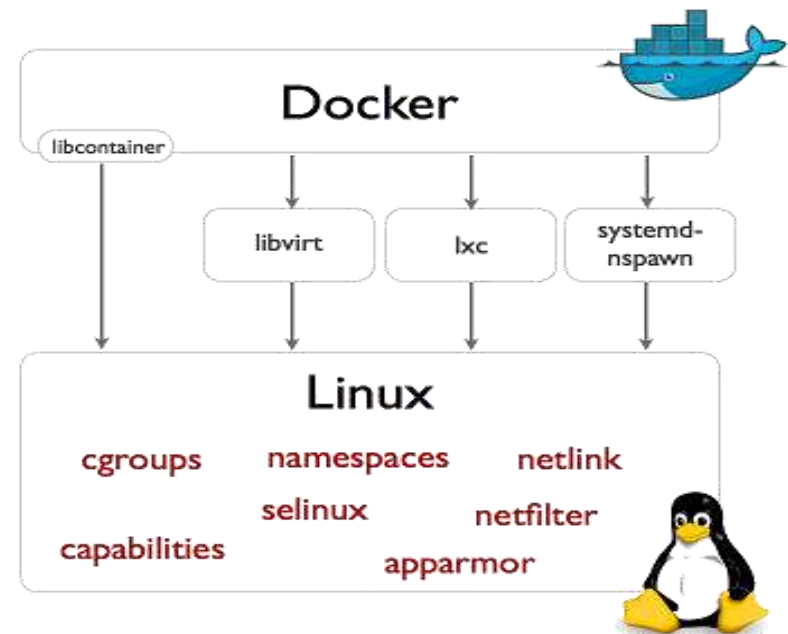 Docker
libcontainer
libvirt
lxc
systemd-
nspawn
Linux
cgroups
namespaces
netlink
selinux
netfilter
capabilities
apparmor